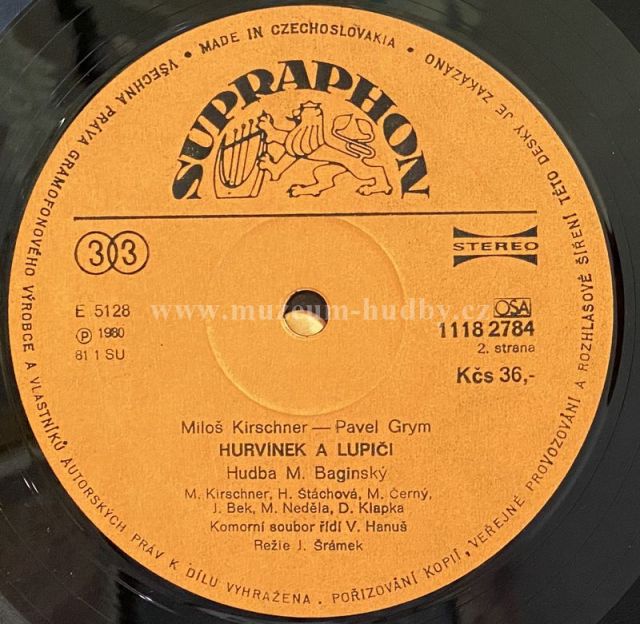 VŠECHNA PRÁVA GRAMOFONOVÉHO VÝROBCE A VLASTNÍKŮ AUTORSKÝCH PRÁV K DÍLU VYHRAŽENA . POŘIZOVÁNÍ KOPIÍ, VEŘEJNÉ PROVOZOVÁNÍ A ROZHLASOVÉ ŠÍŘENÍ TÉTO DESKY JE ZAKÁZÁNO • MADE IN CZECHOSLOVAKIA •
SUPRAPHON
33
STEREO
www.muzeum-hudby.cz
E 5128
Ⓟ 1980
81 1 SU
OSA
1118 2784
2. strana
Kčs 36,-
Miloš Kirschner — Pavel Grym
HURVÍNEK A LUPIČI
Hudba M. Baginský
M. Kirschner, H. Štáchová, M. Černý,
J. Bek, M. Neděla, D. Klapka
Komorní soubor řídí V. Hanuš
Režie J. Šrámek